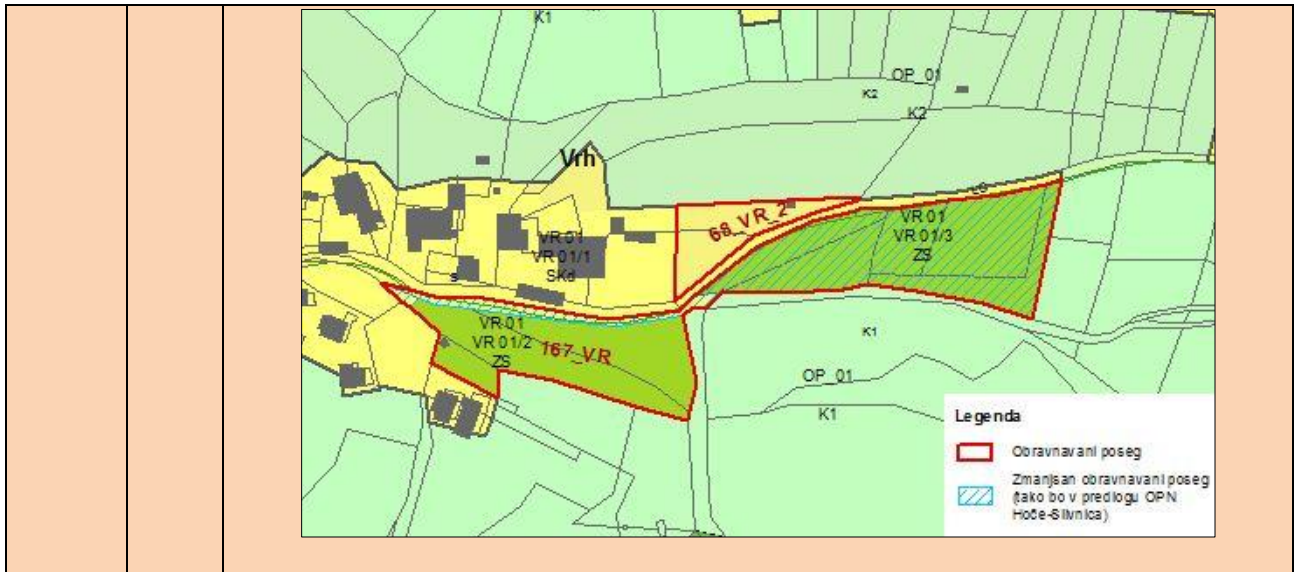 K1
OP_01
K2
K2
Vrh
68_VR_2
VR 01
VR 01/3
ZS
VR 01
VR 01/1
SKd
S
VR 01
VR 01/2
ZS
167_VR
K1
OP_01
K1
Legenda
Obravnavani poseg
Zmanjsan obravnavani poseg
(tako bo v predlogu OPN
Hoče-Slivnica)